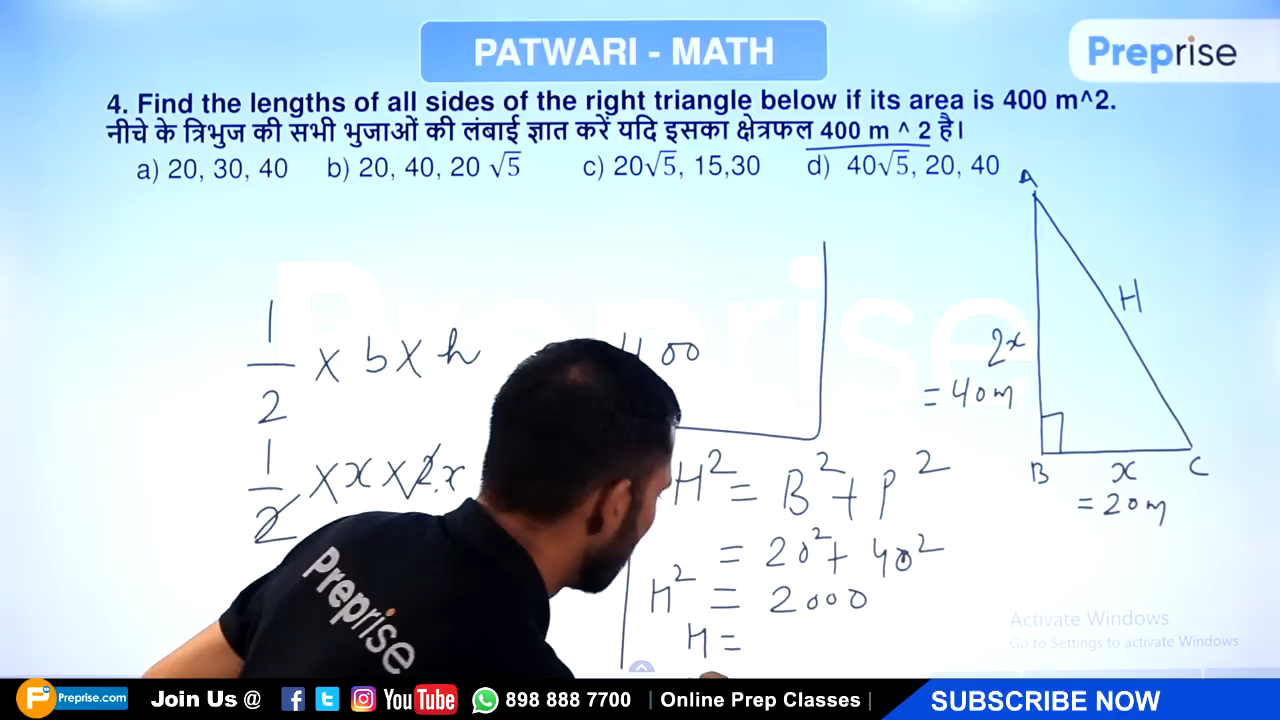 PATWARI - MATH
Preprise
4. Find the lengths of all sides of the right triangle below if its area is 400 m^2.
नीचे के त्रिभुज की सभी भुजाओं की लंबाई ज्ञात करें यदि इसका क्षेत्रफल 400 m ^ 2 है।
a) 20, 30, 40 b) 20, 40, 20 √5 c) 20√5, 15,30 d) 40√5, 20, 40
A
H
2x
= 40m
B x C
= 20m
1/2 × b × h
400
1/2 × x × 2x
H² = B² + P²
= 20² + 40²
H² = 2000
H =
Preprise
Activate Windows
Go to Settings to activate Windows
Preprise.com Join Us @ YouTube 898 888 7700 | Online Prep Classes | SUBSCRIBE NOW